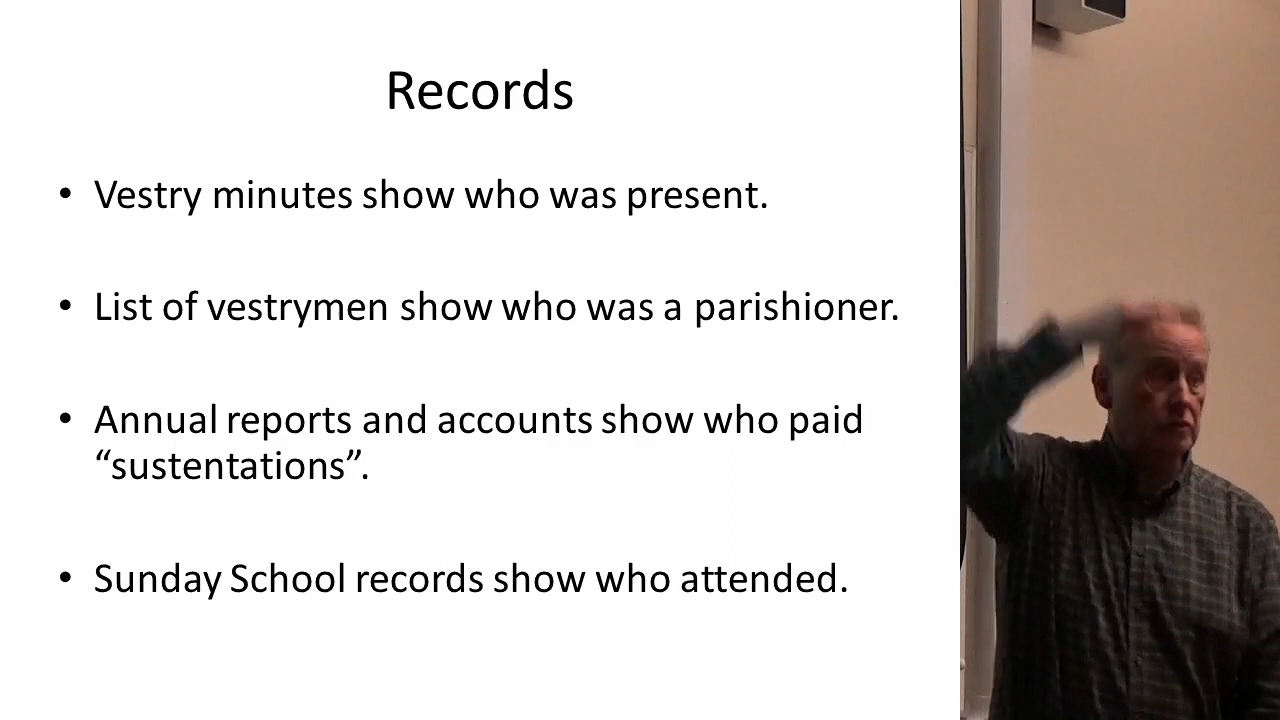 Records
• Vestry minutes show who was present.
• List of vestrymen show who was a parishioner.
• Annual reports and accounts show who paid
“sustentations”.
• Sunday School records show who attended.